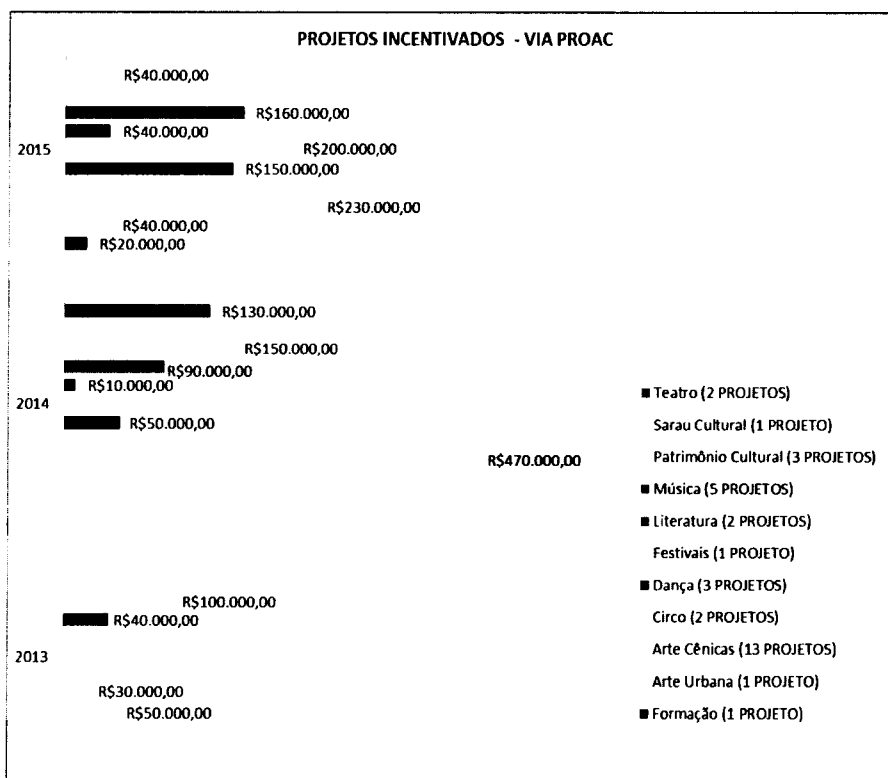 PROJETOS INCENTIVADOS - VIA PROAC
R$40.000,00
R$160.000,00
R$40.000,00
2015
R$200.000,00
R$150.000,00
R$230.000,00
R$40.000,00
R$20.000,00
R$130.000,00
R$150.000,00
R$90.000,00
R$10.000,00
2014
R$50.000,00
R$470.000,00
R$100.000,00
R$40.000,00
2013
R$30.000,00
R$50.000,00
Teatro (2 PROJETOS)
Sarau Cultural (1 PROJETO)
Patrimônio Cultural (3 PROJETOS)
Música (5 PROJETOS)
Literatura (2 PROJETOS)
Festivais (1 PROJETO)
Dança (3 PROJETOS)
Circo (2 PROJETOS)
Arte Cênicas (13 PROJETOS)
Arte Urbana (1 PROJETO)
Formação (1 PROJETO)